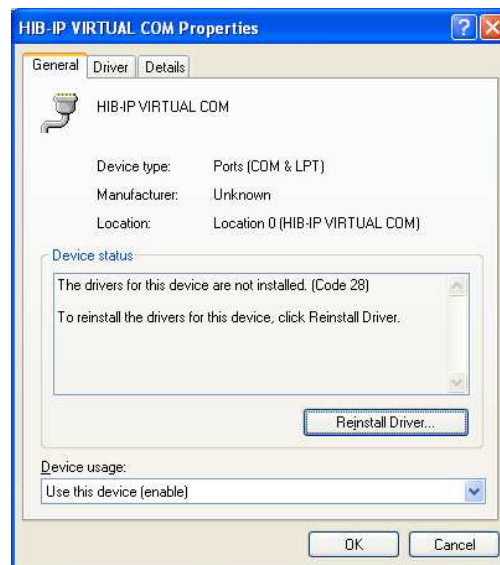 HIB-IP VIRTUAL COM Properties
General Driver Details
HIB-IP VIRTUAL COM
Device type: Ports (COM & LPT)
Manufacturer: Unknown
Location: Location 0 (HIB-IP VIRTUAL COM)
Device status
The drivers for this device are not installed. (Code 28)
To reinstall the drivers for this device, click Reinstall Driver.
Reinstall Driver...
Device usage:
Use this device (enable)
OK Cancel